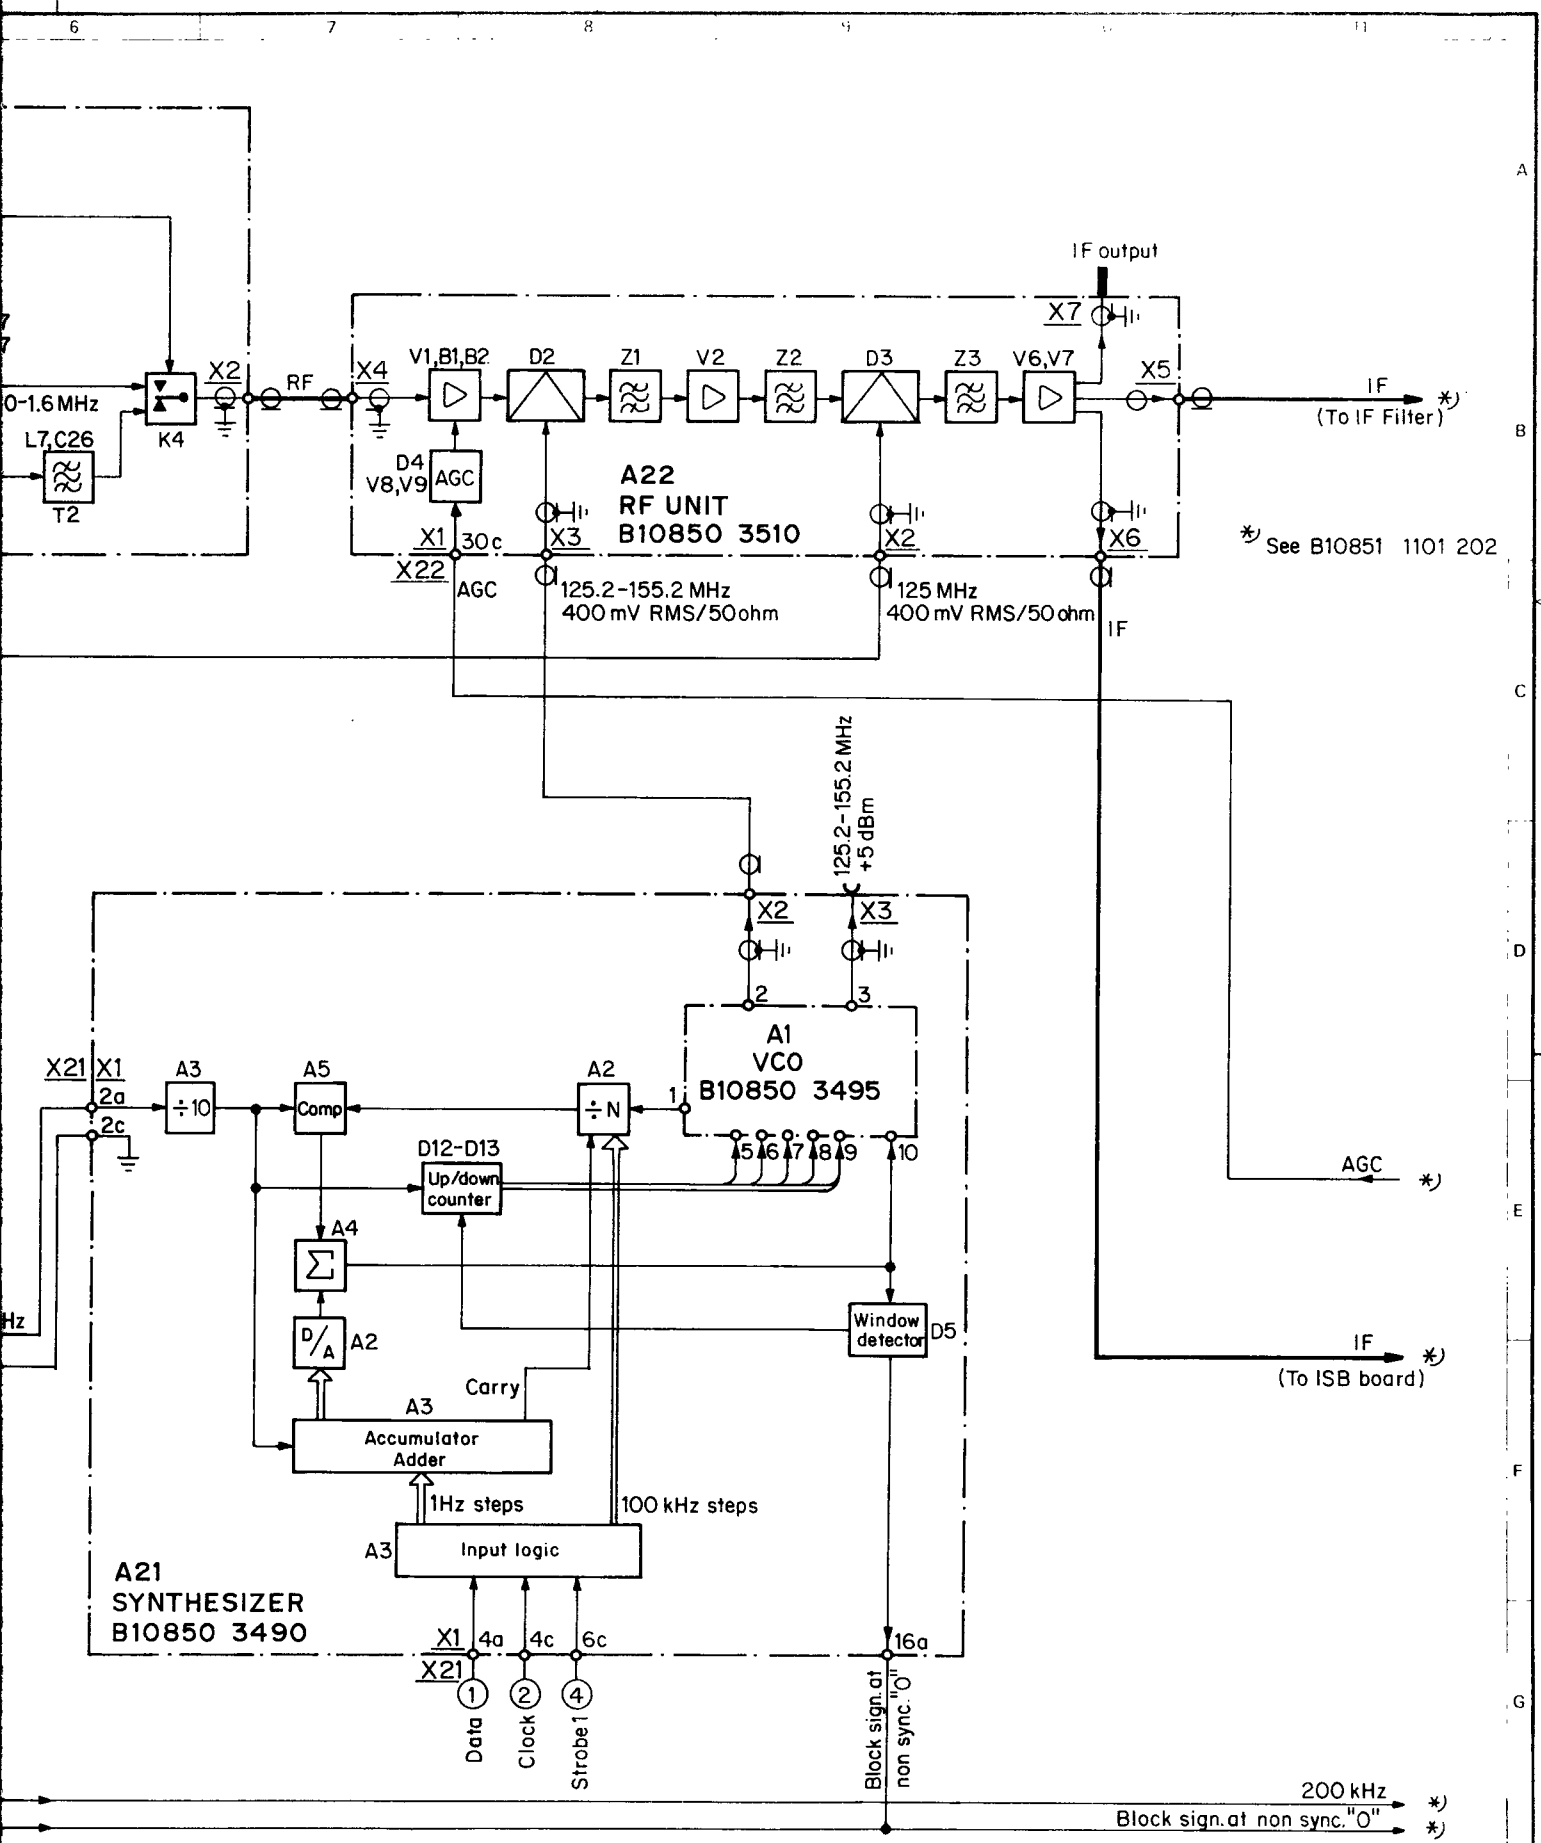 6 7 8 9 11
A
IF output
X7
7
7
X2
RF
X4
V1,B1,B2
D2
Z1
V2
Z2
D3
Z3
V6,V7
X5
IF
*)
(To IF Filter)
0-1.6 MHz
K4
B
L7,C26
T2
D4
V8,V9
AGC
A22
RF UNIT
B10850 3510
X1
30c
X3
X2
X6
*) See B10851 1101 202
X22
AGC
125.2-155.2 MHz
400 mV RMS/50ohm
125 MHz
400 mV RMS/50ohm
IF
C
125.2-155.2 MHz
+5 dBm
X2
X3
D
2
3
A1
VCO
B10850 3495
X21
X1
A3
A5
A2
1
2a
÷10
Comp
÷N
2c
D12-D13
5
6
7
8
9
10
Up/down
counter
AGC
*)
E
A4
Σ
Hz
D/A
A2
Window
detector
D5
IF
*)
(To ISB board)
Carry
A3
Accumulator
Adder
F
1Hz steps
100 kHz steps
A3
Input logic
A21
SYNTHESIZER
B10850 3490
X1
4a
4c
6c
16a
X21
1
2
4
G
Data
Clock
Strobe 1
Block sign. at
non sync. "0"
200 kHz
*)
Block sign. at non sync. "0"
*)